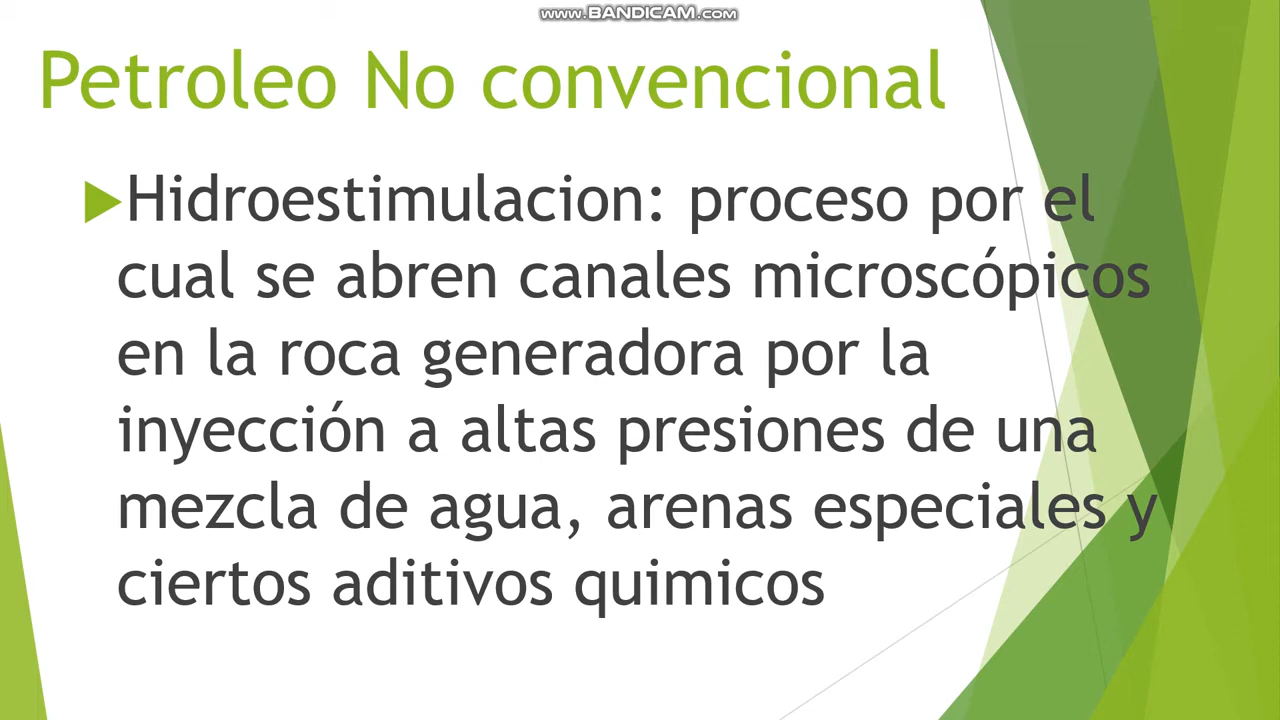 www.BANDICAM.com
Petroleo No convencional
Hidroestimulacion: proceso por el
cual se abren canales microscópicos
en la roca generadora por la
inyección a altas presiones de una
mezcla de agua, arenas especiales y
ciertos aditivos quimicos